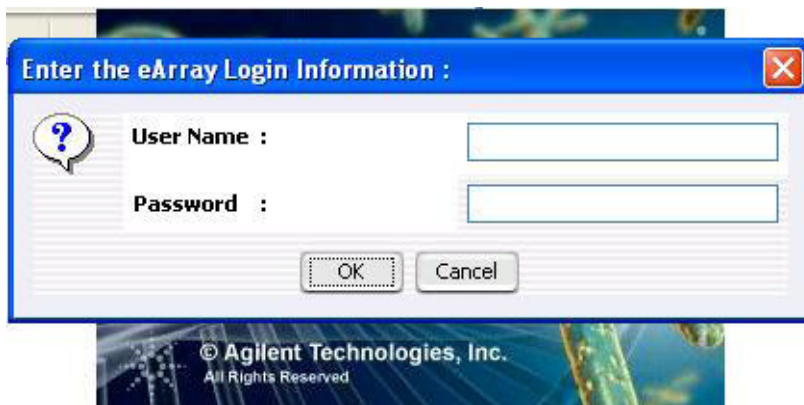 Enter the eArray Login Information :
User Name :
Password :
OK Cancel
© Agilent Technologies, Inc.
All Rights Reserved